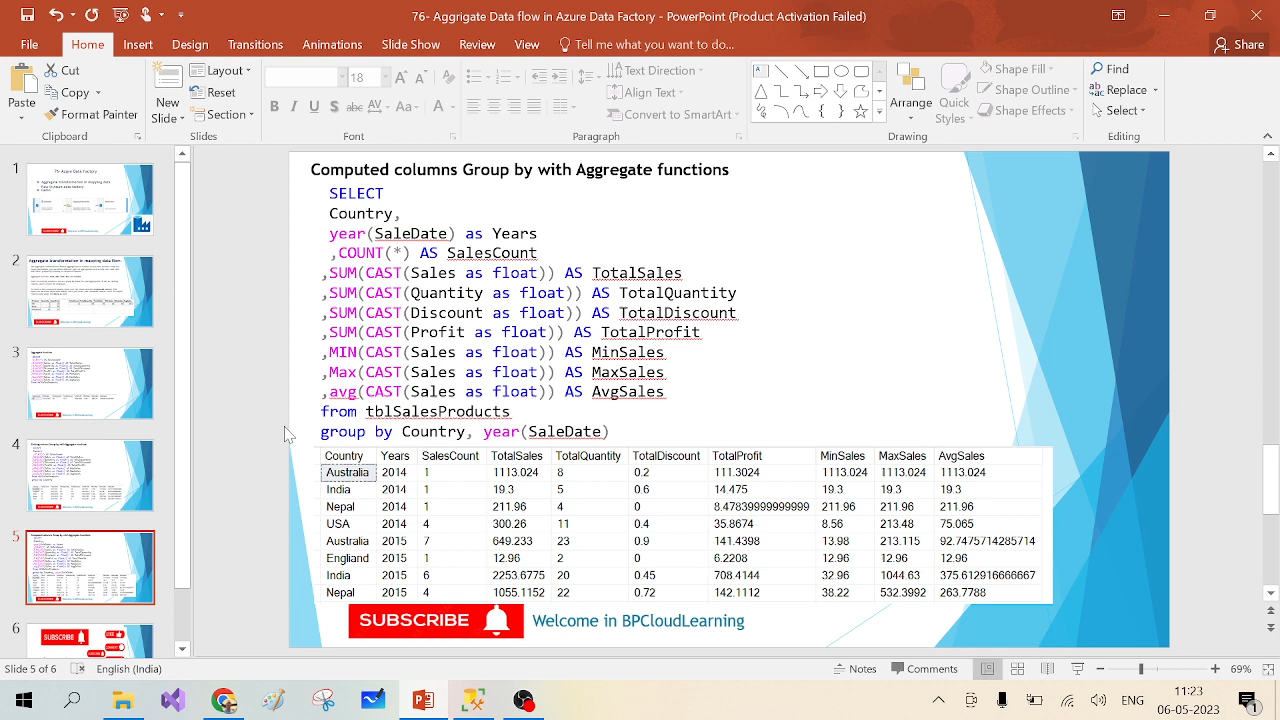 76- Azure Data Factory - PowerPoint (Product Activation Failed)
File Home Insert Design Transitions Animations Slide Show Review View Tell me what you want to do... Share
Paste Cut Copy Format Painter Clipboard
New Slide Layout Reset Section Slides
18 Font
Text Direction Align Text Convert to SmartArt Paragraph
Arrange Quick Styles Shape Fill Shape Outline Shape Effects Drawing
Find Replace Select Editing
1
2
3
4
5
6
Computed columns Group by with Aggregate functions
SELECT
Country,
year(SaleDate) as Years
,COUNT(*) AS SalesCount
,SUM(CAST(Sales as float)) AS TotalSales
,SUM(CAST(Quantity as float)) AS TotalQuantity
,SUM(CAST(Discount as float)) AS TotalDiscount
,SUM(CAST(Profit as float)) AS TotalProfit
,MIN(CAST(Sales as float)) AS MinSales
,Max(CAST(Sales as float)) AS MaxSales
,avg(CAST(Sales as float)) AS AvgSales
from tblSalesProducts
group by Country, year(SaleDate)
Country Years SalesCount TotalSales TotalQuantity TotalDiscount TotalProfit MinSales MaxSales AvgSales
Australia 2014 1 1113.024 8 0.2 111.3024 1113.024 1113.024 1113.024
India 2014 1 19.3 5 0.6 14.475 19.3 19.3 19.3
Nepal 2014 1 211.96 4 0 8.47839999999999 211.96 211.96 211.96
USA 2014 4 300.26 11 0.4 35.8674 8.56 213.48 75.065
Australia 2015 7 649.233 23 0.9 141.4398 13.98 213.115 92.7475714285714
2015 1 12.96 2 0 6.2208 12.96 12.96 12.96
India 2015 6 2253.6775 20 0.45 708.4144 32.96
Nepal 2015 4 1055.1152 22 0.72 142.1112 38.22 532.3992 263.7788
SUBSCRIBE Welcome in BPCloudLearning
Slide 5 of 6 English (India) Notes Comments 69%
ENG 11:23
06-05-2023